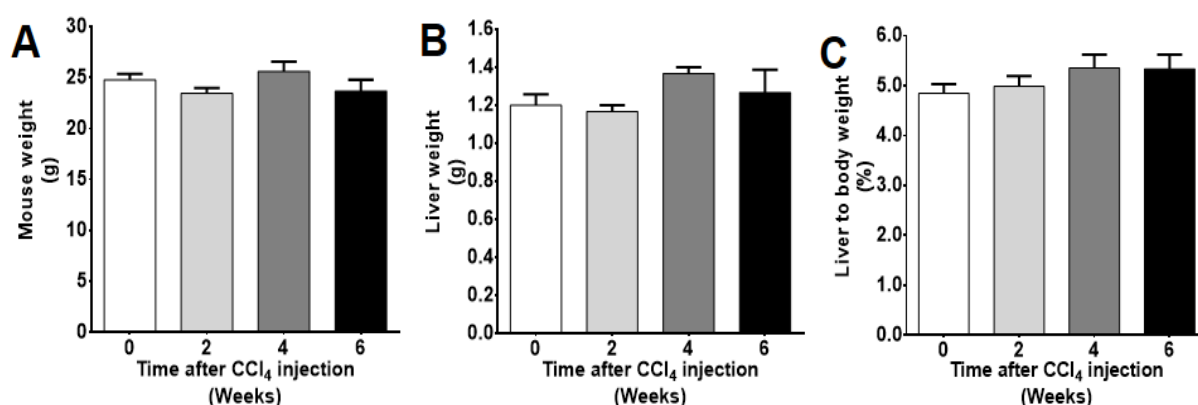 A
Mouse weight
(g)
30
25
20
15
10
5
0
0 2 4 6
Time after CCl₄ injection
(Weeks)
B
Liver weight
(g)
1.6
1.4
1.2
1.0
0.8
0.6
0.4
0.2
0.0
0 2 4 6
Time after CCl₄ injection
(Weeks)
C
Liver to body weight
(%)
6.0
5.0
4.0
3.0
2.0
1.0
0.0
0 2 4 6
Time after CCl₄ injection
(Weeks)